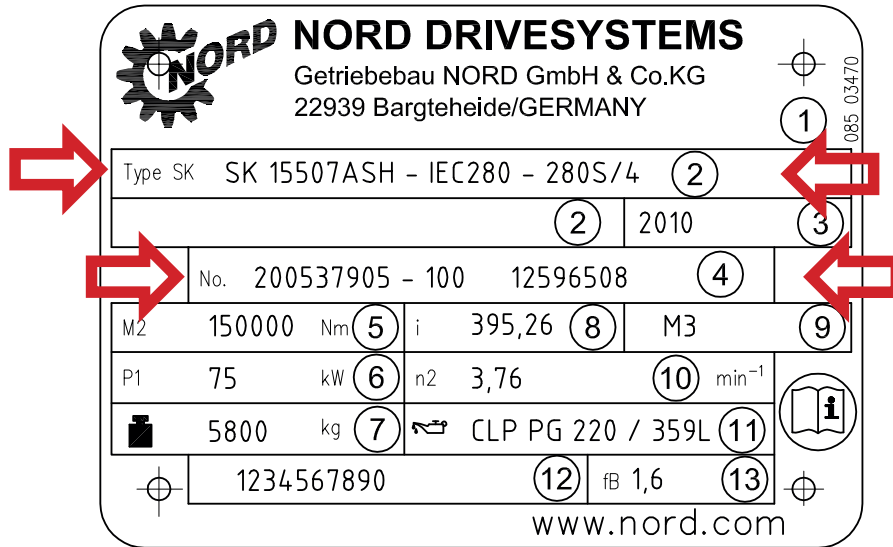 NORD NORD DRIVESYSTEMS
Getriebebau NORD GmbH & Co.KG
22939 Bargteheide/GERMANY
1 085 03470
Type SK SK 15507ASH - IEC280 - 280S/4 2
2 2010 3
No. 200537905 - 100 12596508 4
M2 150000 Nm 5 i 395,26 8 M3 9
P1 75 kW 6 n2 3,76 10 min⁻¹
5800 kg 7 CLP PG 220 / 359L 11
i
1234567890 12 fB 1,6 13
www.nord.com